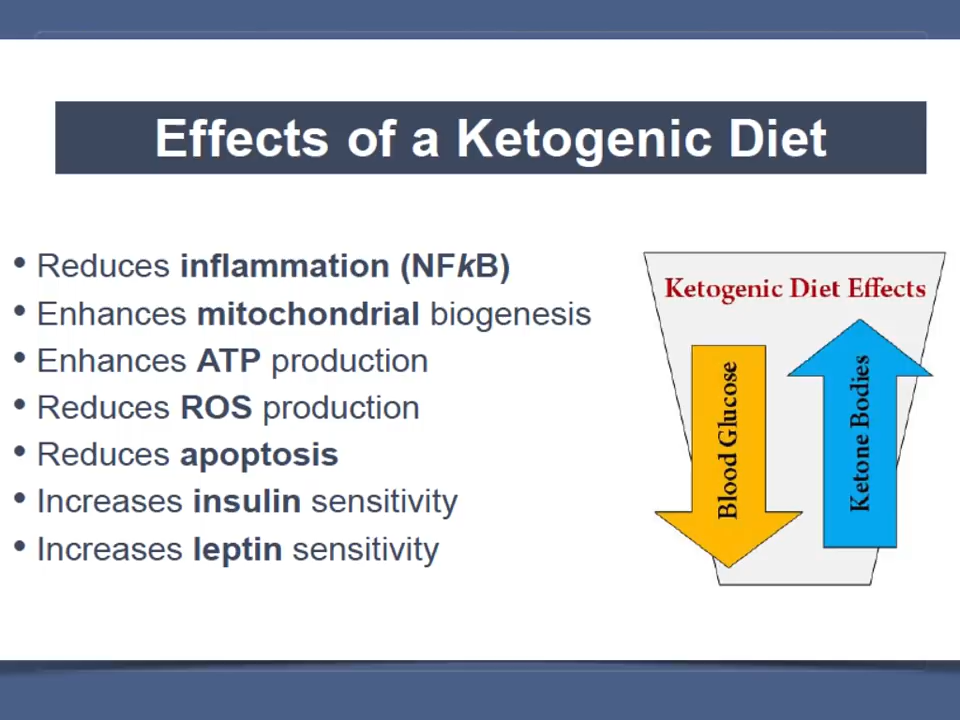 Effects of a Ketogenic Diet
• Reduces inflammation (NFkB)
• Enhances mitochondrial biogenesis
• Enhances ATP production
• Reduces ROS production
• Reduces apoptosis
• Increases insulin sensitivity
• Increases leptin sensitivity
Ketogenic Diet Effects
Blood Glucose
Ketone Bodies